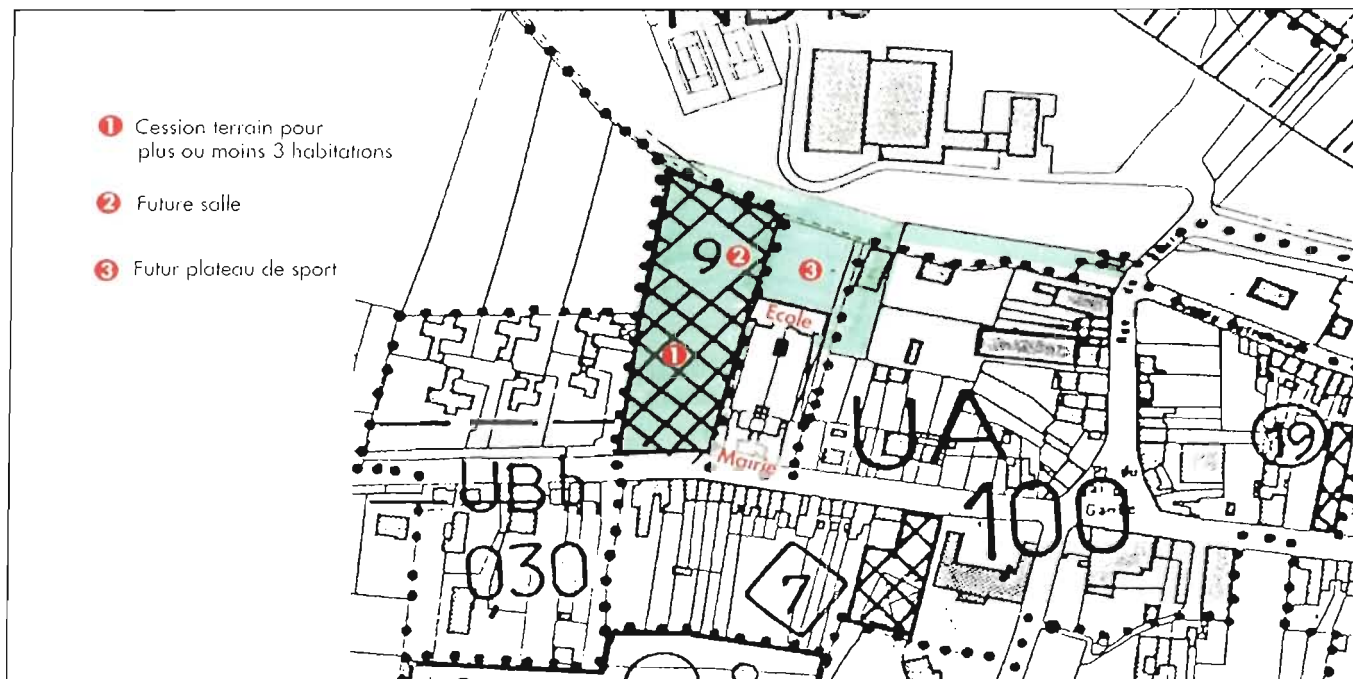 1 Cession terrain pour
plus ou moins 3 habitations
2 Future salle
3 Futur plateau de sport
9
2
3
Ecole
1
UA
19
Mairie
UBh
100
030
7